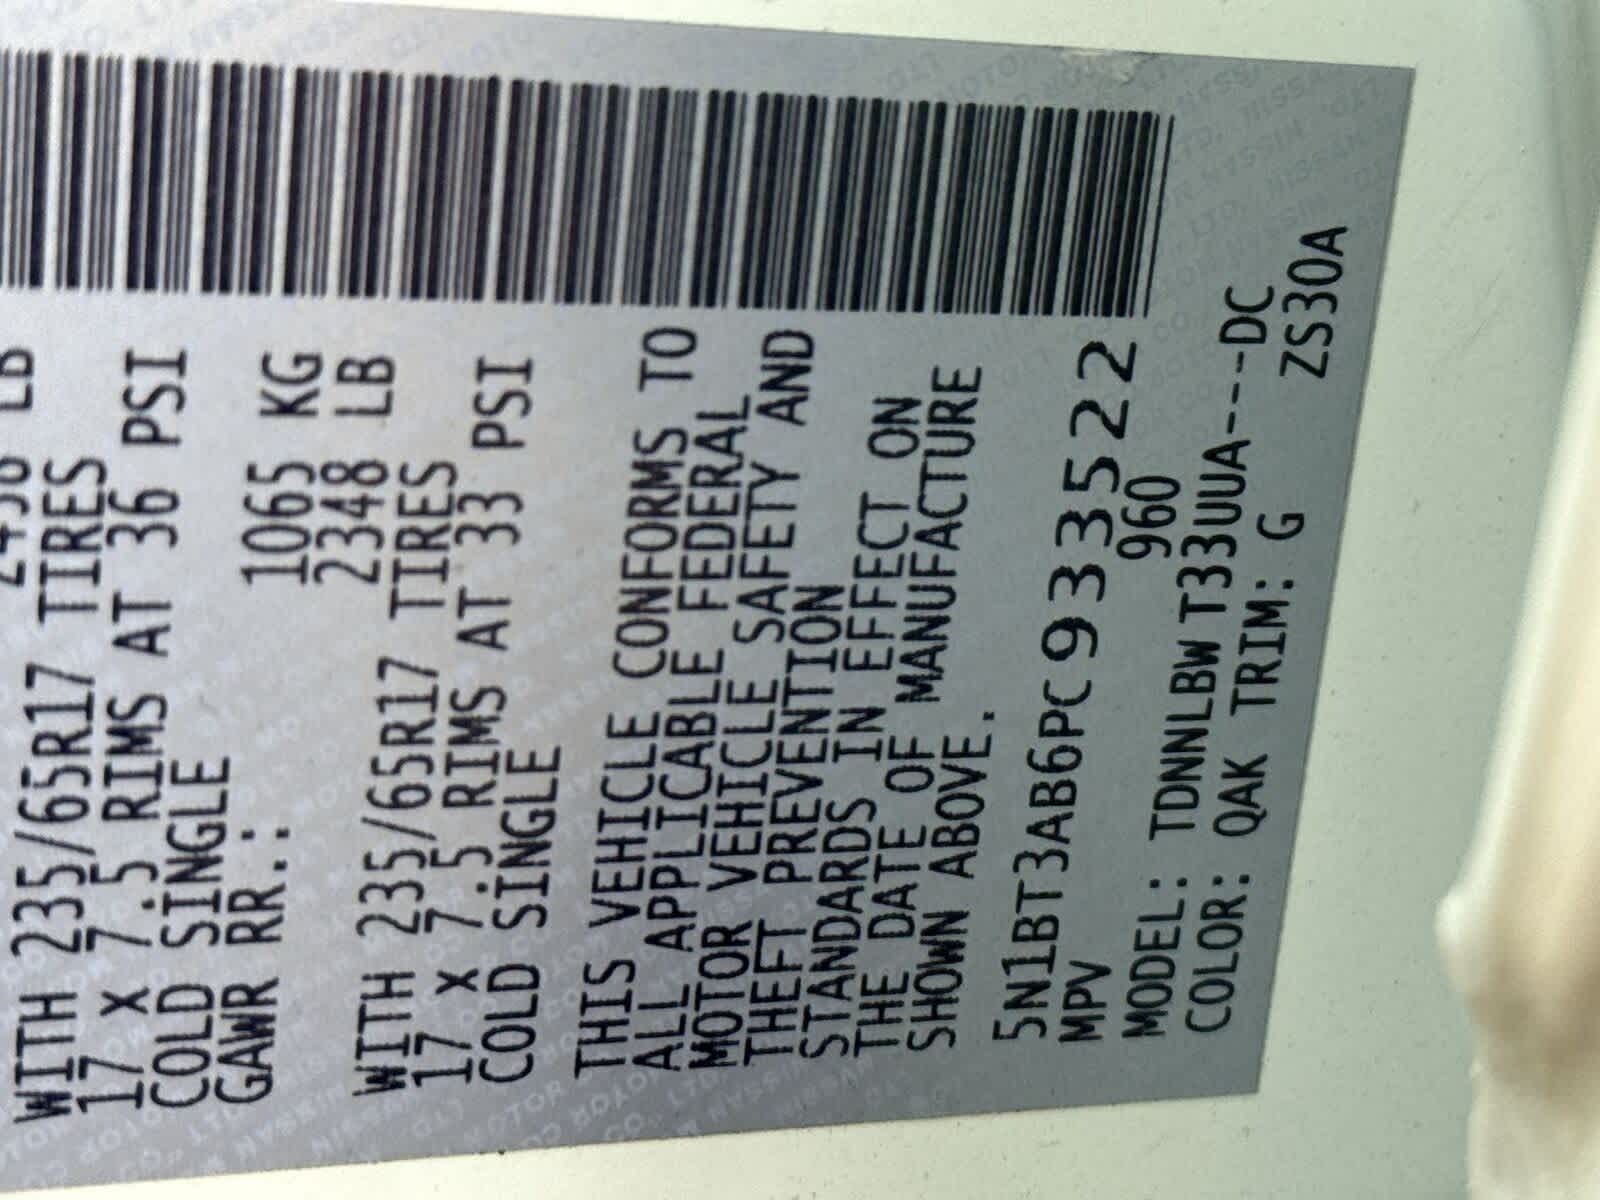 LB
WITH 235/65R17 TIRES
17 X 7.5 RIMS AT 36 PSI
COLD SINGLE
GAWR RR.: 1065 KG
2348 LB
WITH 235/65R17 TIRES
17 X 7.5 RIMS AT 33 PSI
COLD SINGLE
THIS VEHICLE CONFORMS TO
ALL APPLICABLE FEDERAL
MOTOR VEHICLE SAFETY AND
THEFT PREVENTION
STANDARDS IN EFFECT ON
THE DATE OF MANUFACTURE
SHOWN ABOVE.
5N1BT3AB6PC933522
MPV 960
MODEL: TDNNLBW T33UUA---DC
COLOR: QAK TRIM: G ZS30A